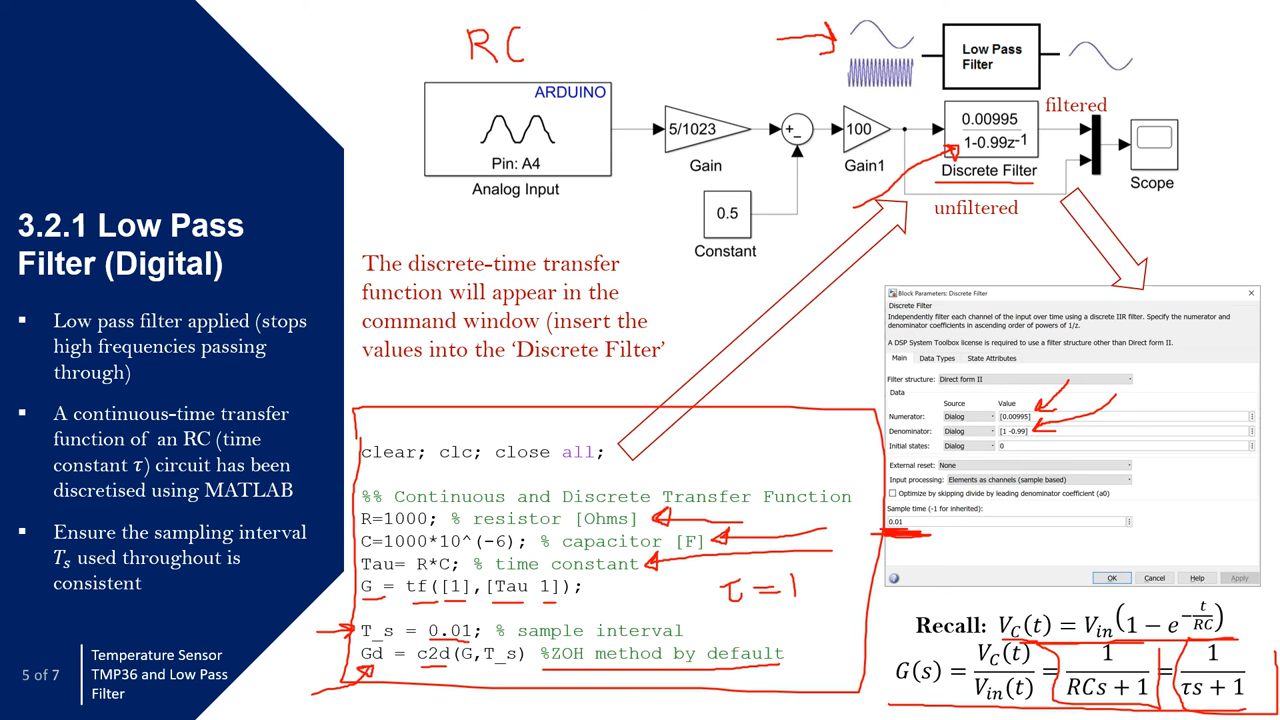 3.2.1 Low Pass
Filter (Digital)
▪ Low pass filter applied (stops
high frequencies passing
through)
▪ A continuous-time transfer
function of an RC (time
constant τ) circuit has been
discretised using MATLAB
▪ Ensure the sampling interval
T_s used throughout is
consistent
5 of 7
Temperature Sensor
TMP36 and Low Pass
Filter
RC
Low Pass
Filter
ARDUINO
Pin: A4
Analog Input
5/1023
Gain
+
−
0.5
Constant
100
Gain1
0.00995
1-0.99z⁻¹
Discrete Filter
filtered
unfiltered
Scope
The discrete-time transfer
function will appear in the
command window (insert the
values into the ‘Discrete Filter’
clear; clc; close all;
%% Continuous and Discrete Transfer Function
R=1000; % resistor [Ohms]
C=1000*10^(-6); % capacitor [F]
Tau= R*C; % time constant
G = tf([1],[Tau 1]);
τ = 1
T_s = 0.01; % sample interval
Gd = c2d(G,T_s) %ZOH method by default
Block Parameters: Discrete Filter
Discrete Filter
Independently filter each channel of the input over time using a discrete IIR filter. Specify the numerator and
denominator coefficients in ascending order of powers of 1/z.
A DSP System Toolbox license is required to use a filter structure other than Direct form II.
Main Data Types State Attributes
Filter structure: Direct form II
Data
Source Value
Numerator: Dialog [0.00995]
Denominator: Dialog [1 -0.99]
Initial states: Dialog 0
External reset: None
Input processing: Elements as channels (sample based)
Optimize by skipping divide by leading denominator coefficient (a0)
Sample time (-1 for inherited):
0.01
OK Cancel Help Apply
Recall: V_C(t) = V_in(1 − e^(−t/RC))
G(s) = V_C(t)/V_in(t) = 1/(RCs + 1) = 1/(τs + 1)